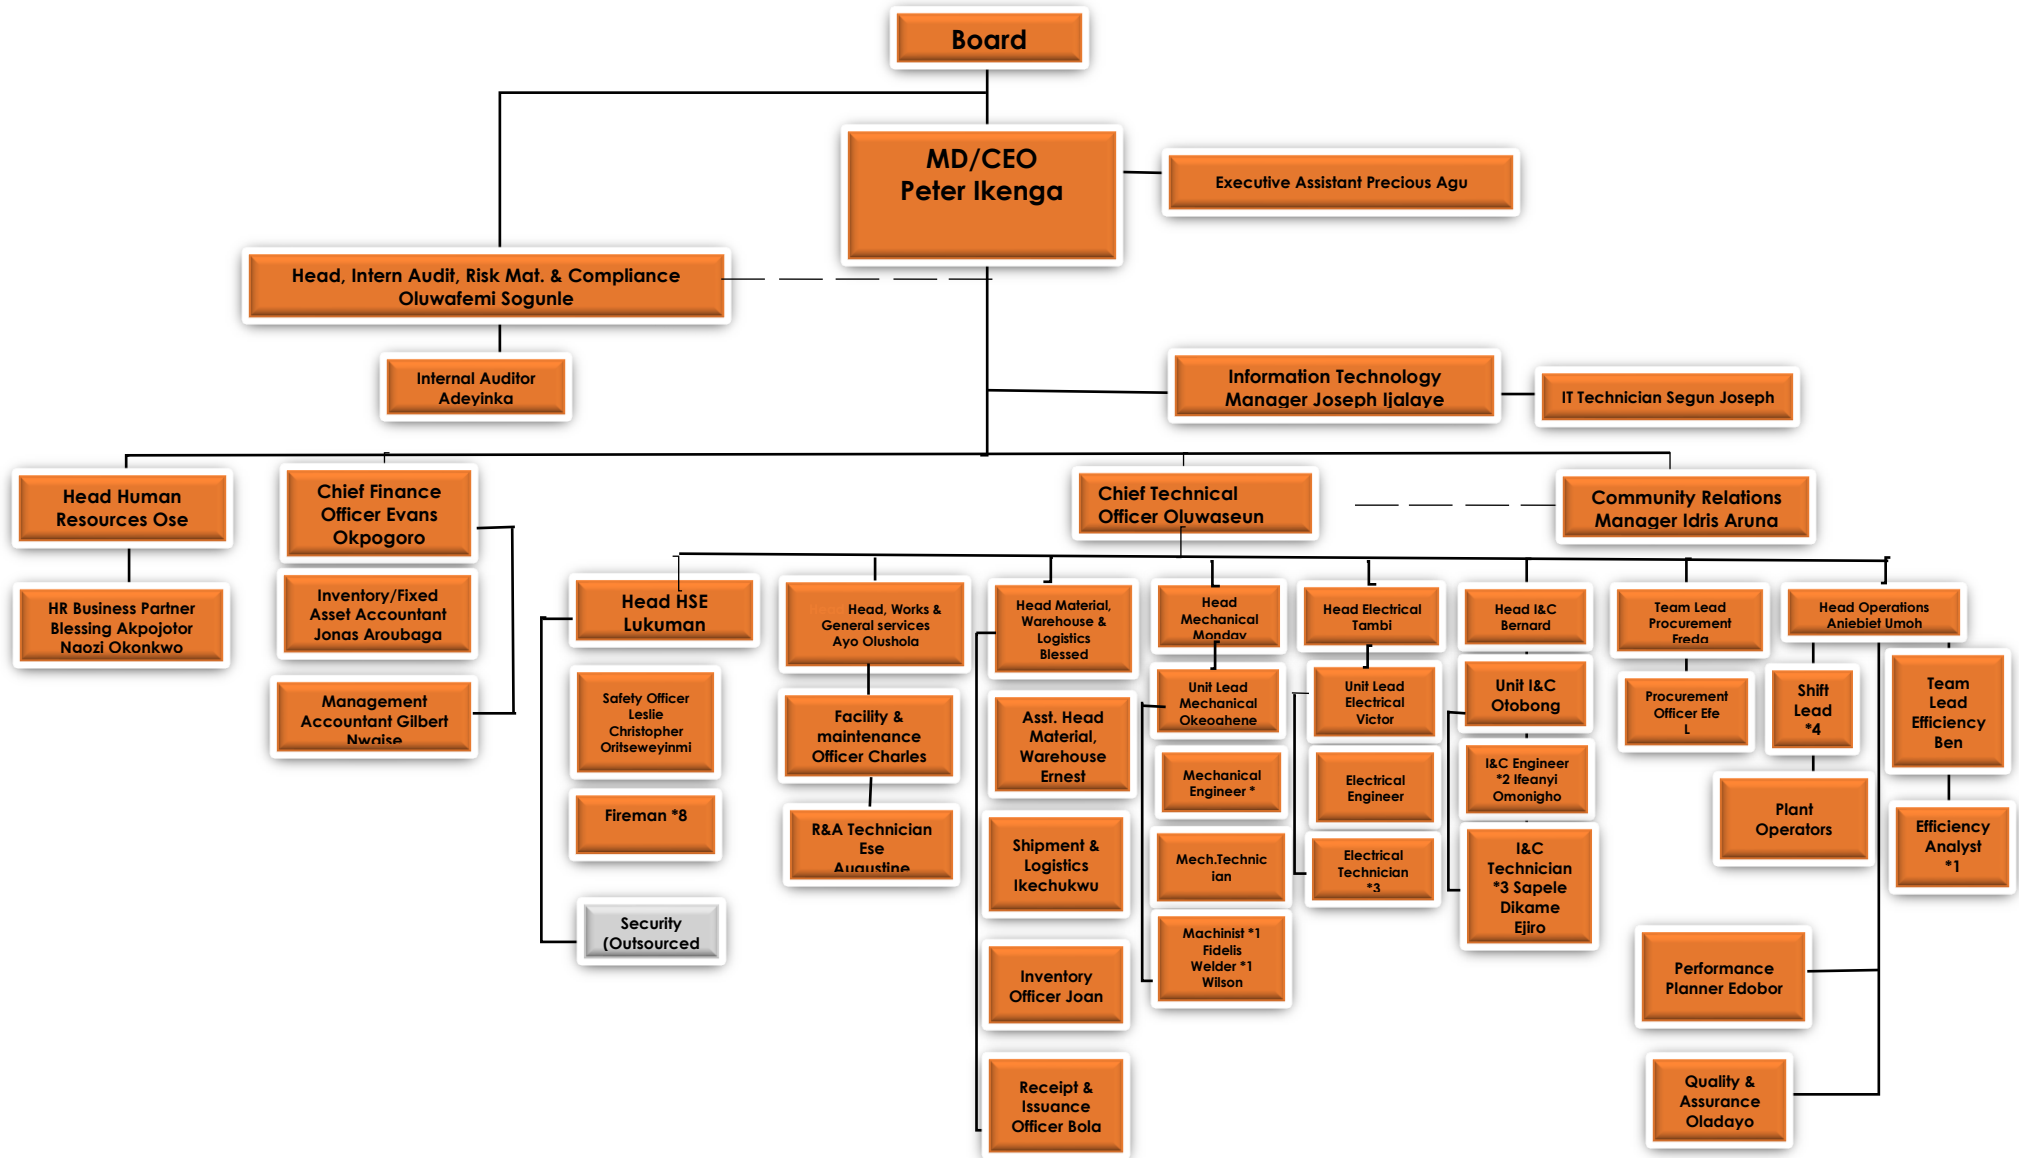 Board
MD/CEO
Peter Ikenga
Executive Assistant Precious Agu
Head, Intern Audit, Risk Mat. & Compliance
Oluwafemi Sogunle
Internal Auditor
Adeyinka
Information Technology
Manager Joseph Ijalaye
IT Technician Segun Joseph
Head Human
Resources Ose
Chief Finance
Officer Evans
Okpogoro
Chief Technical
Officer Oluwaseun
Community Relations
Manager Idris Aruna
HR Business Partner
Blessing Akpojotor
Naozi Okonkwo
Inventory/Fixed
Asset Accountant
Jonas Aroubaga
Management
Accountant Gilbert
Nwaise
Head HSE
Lukuman
Safety Officer
Leslie
Christopher
Oritseweyinmi
Fireman *8
Security
(Outsourced
Head, Works &
General services
Ayo Olushola
Facility &
maintenance
Officer Charles
R&A Technician
Ese
Augustine
Head Material,
Warehouse &
Logistics
Blessed
Asst. Head
Material,
Warehouse
Ernest
Shipment &
Logistics
Ikechukwu
Inventory
Officer Joan
Receipt &
Issuance
Officer Bola
Head
Mechanical
Monday
Unit Lead
Mechanical
Okeoahene
Mechanical
Engineer *
Mech.Technic
ian
Machinist *1
Fidelis
Welder *1
Wilson
Head Electrical
Tambi
Unit Lead
Electrical
Victor
Electrical
Engineer
Electrical
Technician
*3
Head I&C
Bernard
Unit I&C
Otobong
I&C Engineer
*2 Ifeanyi
Omonigho
I&C
Technician
*3 Sapele
Dikame
Ejiro
Team Lead
Procurement
Freda
Procurement
Officer Efe
L
Head Operations
Aniebiet Umoh
Shift
Lead
*4
Plant
Operators
Team
Lead
Efficiency
Ben
Efficiency
Analyst
*1
Performance
Planner Edobor
Quality &
Assurance
Oladayo